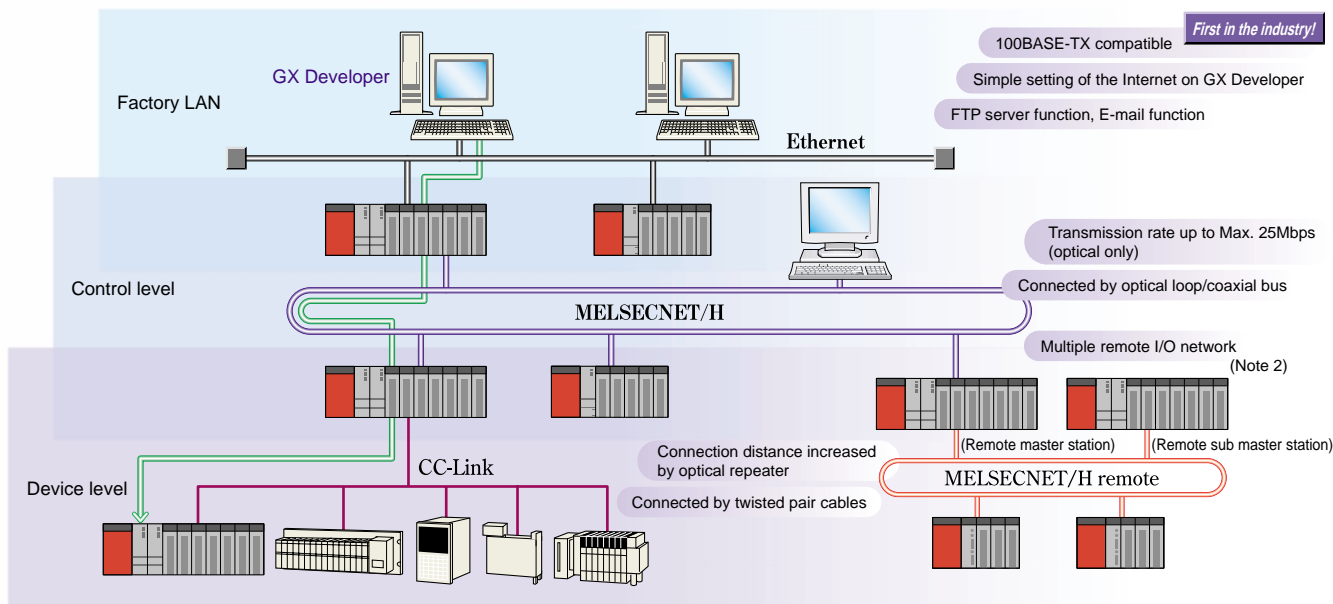 First in the industry!
100BASE-TX compatible
GX Developer
Simple setting of the Internet on GX Developer
Factory LAN
FTP server function, E-mail function
Ethernet
Transmission rate up to Max. 25Mbps
(optical only)
Control level
Connected by optical loop/coaxial bus
MELSECNET/H
Multiple remote I/O network
(Note 2)
(Remote master station)
(Remote sub master station)
Connection distance increased
by optical repeater
CC-Link
MELSECNET/H remote
Device level
Connected by twisted pair cables